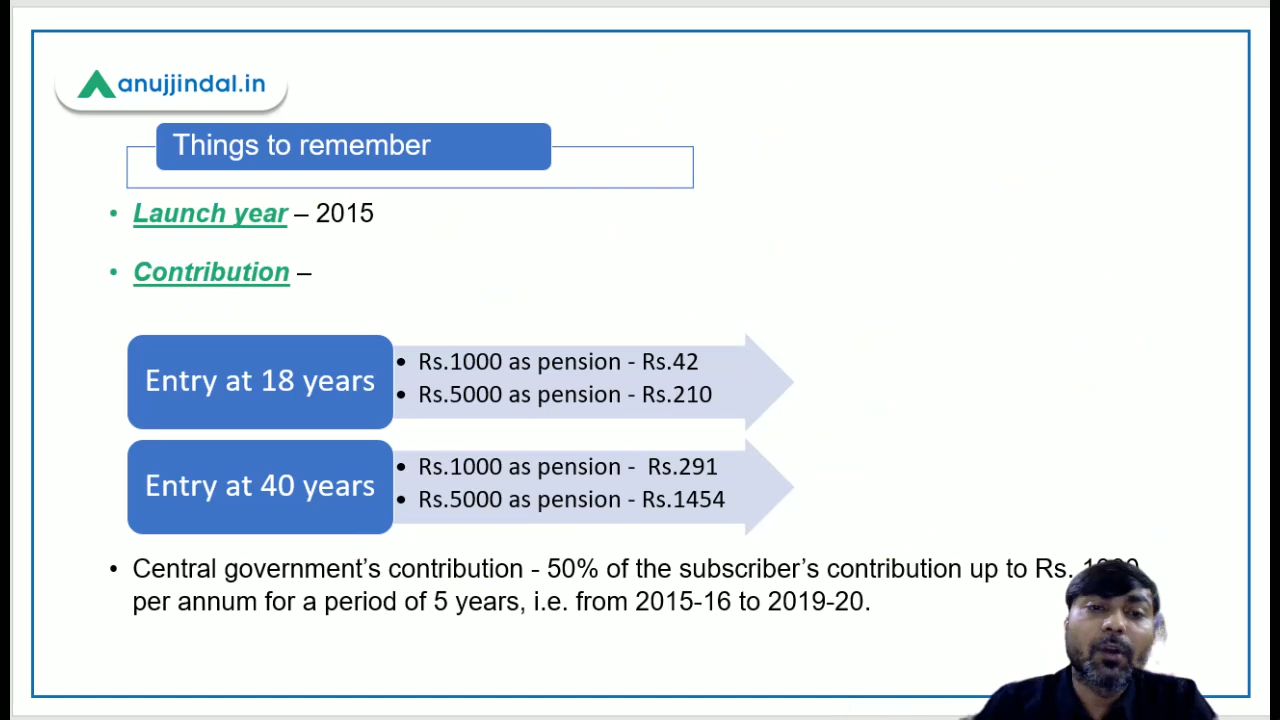 anujjindal.in
Things to remember
• Launch year – 2015
• Contribution –
Entry at 18 years
• Rs.1000 as pension - Rs.42
• Rs.5000 as pension - Rs.210
Entry at 40 years
• Rs.1000 as pension - Rs.291
• Rs.5000 as pension - Rs.1454
• Central government’s contribution - 50% of the subscriber’s contribution up to Rs.
per annum for a period of 5 years, i.e. from 2015-16 to 2019-20.